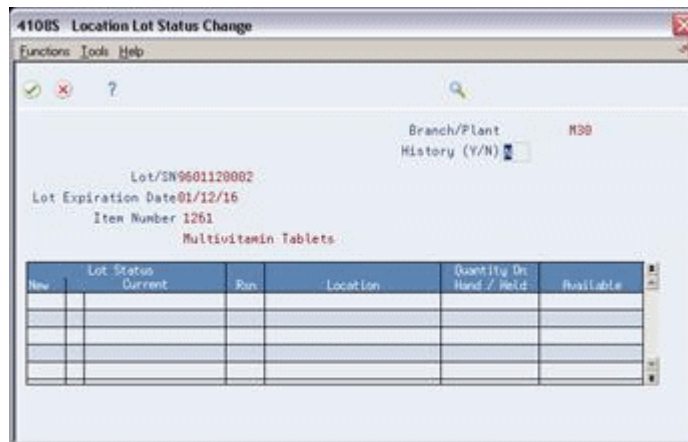 4108S Location Lot Status Change
Functions Tools Help
?
Branch/Plant M30
History (Y/N) N
Lot/SN 9601120002
Lot Expiration Date 01/12/16
Item Number 1261
Multivitamin Tablets
Lot Status Quantity On
New Current Rsn Location Hand / Held Available